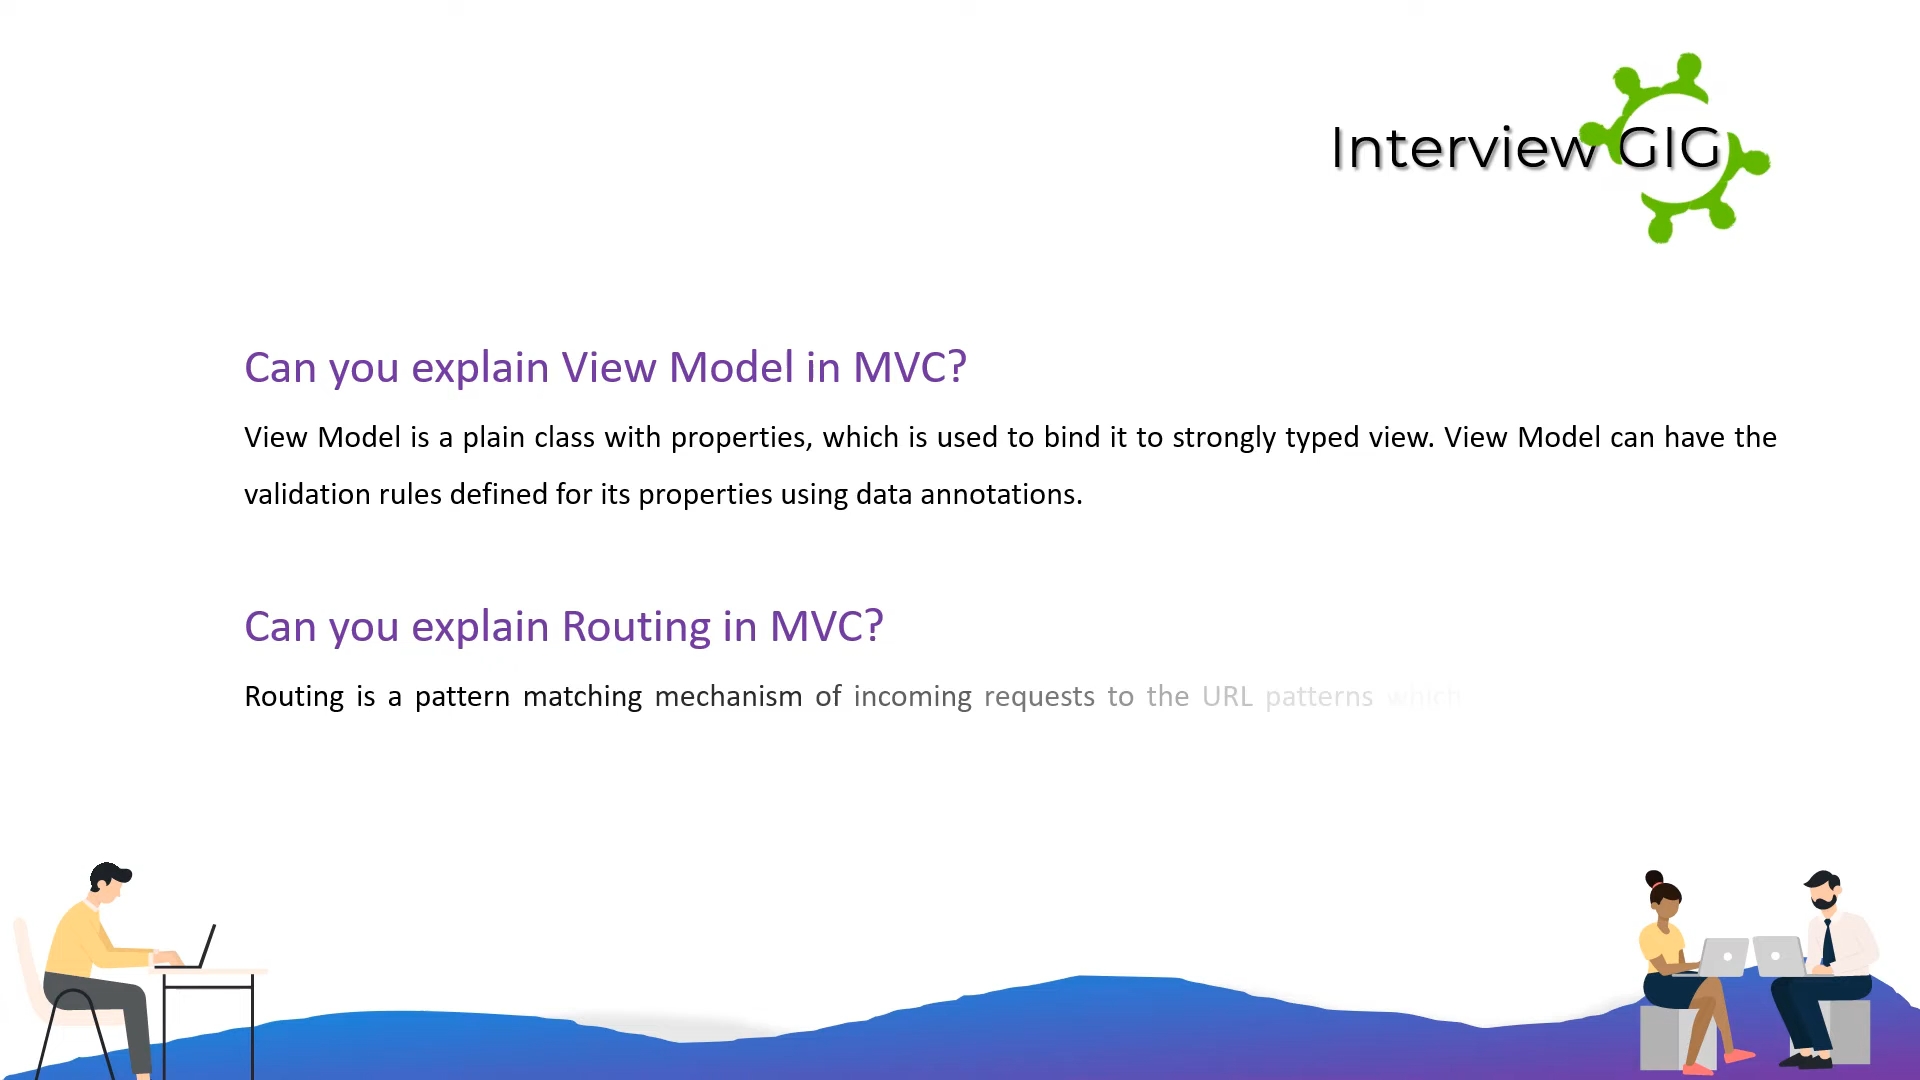 Interview GIG
Can you explain View Model in MVC?
View Model is a plain class with properties, which is used to bind it to strongly typed view. View Model can have the
validation rules defined for its properties using data annotations.
Can you explain Routing in MVC?
Routing is a pattern matching mechanism of incoming requests to the URL patterns which